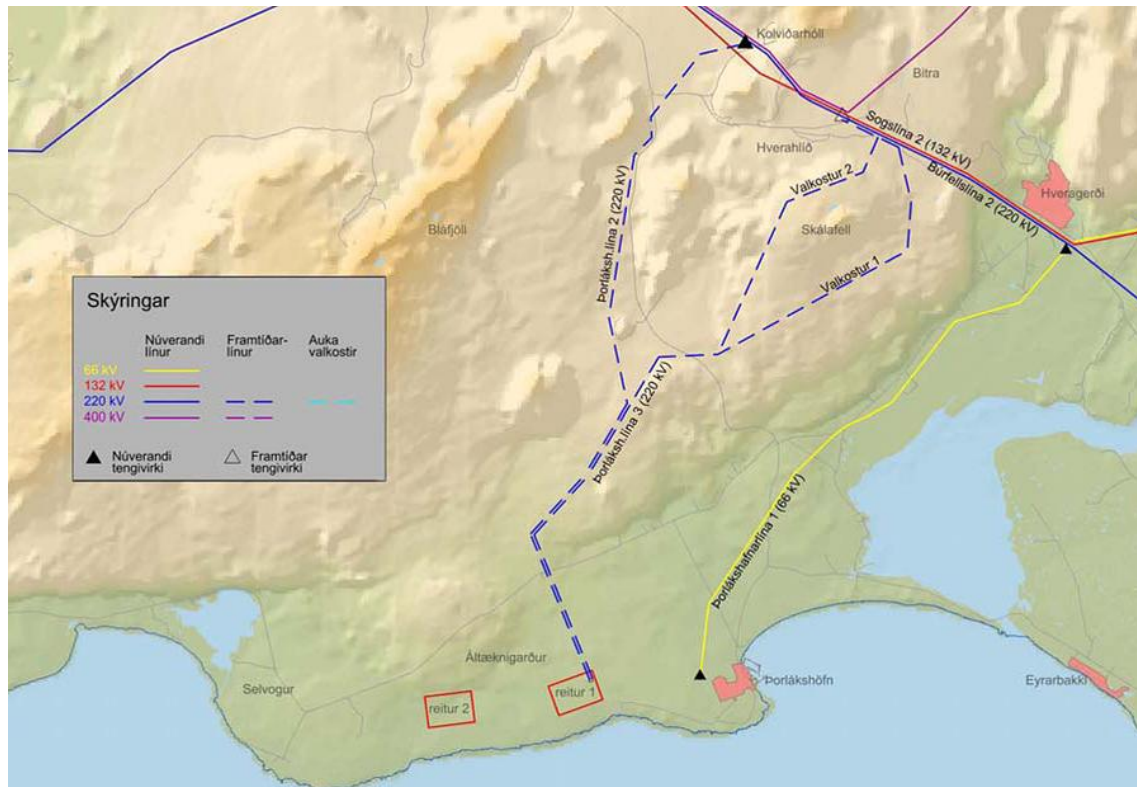 Kolviðarhóll
Bitra
Sogslína 2 (132 kV)
Hverahlíð
Búrfellslína 2 (220 kV)
Hveragerði
Valkostur 2
Þorláksh.lína 2 (220 kV)
Skálafell
Bláfjöll
Valkostur 1
Skýringar
Núverandi
línur
Framtíðar-
línur
Auka
valkostir
66 kV
132 kV
220 kV
400 kV
Núverandi
tengivirki
Framtíðar
tengivirki
Þorláksh.lína 3 (220 kV)
Þorlákshafnarlína 1 (66 kV)
Áltæknigarður
Selvogur
reitur 2
reitur 1
Þorlákshöfn
Eyrarbakki